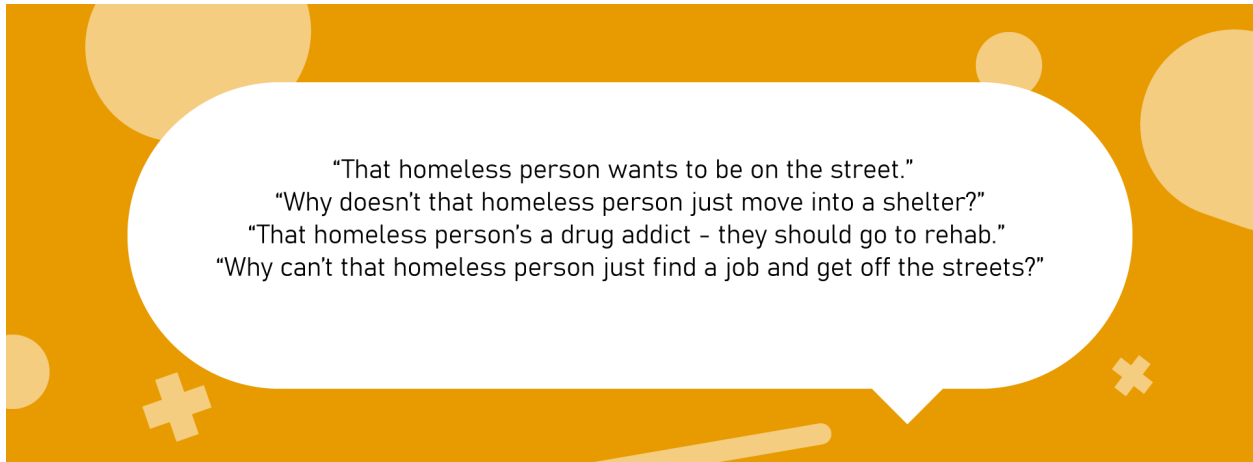 “That homeless person wants to be on the street.”
“Why doesn’t that homeless person just move into a shelter?”
“That homeless person’s a drug addict - they should go to rehab.”
“Why can’t that homeless person just find a job and get off the streets?”